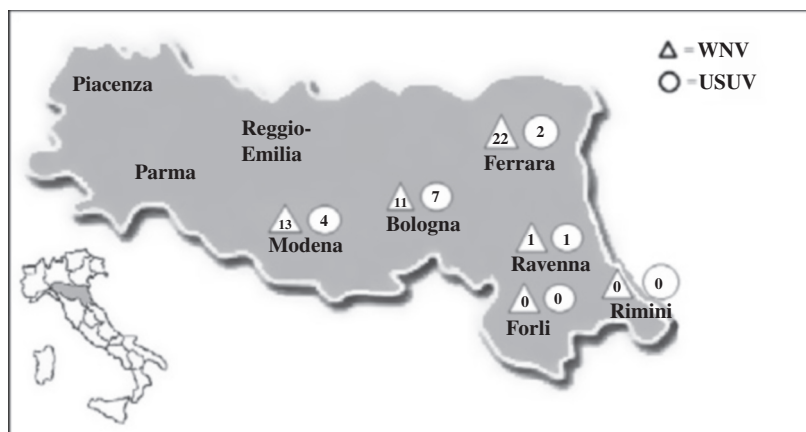 Piacenza
Parma
Reggio-
Emilia
13 4
Modena
11 7
Bologna
22 2
Ferrara
1 1
Ravenna
0 0
Forli
0 0
Rimini
= WNV
= USUV